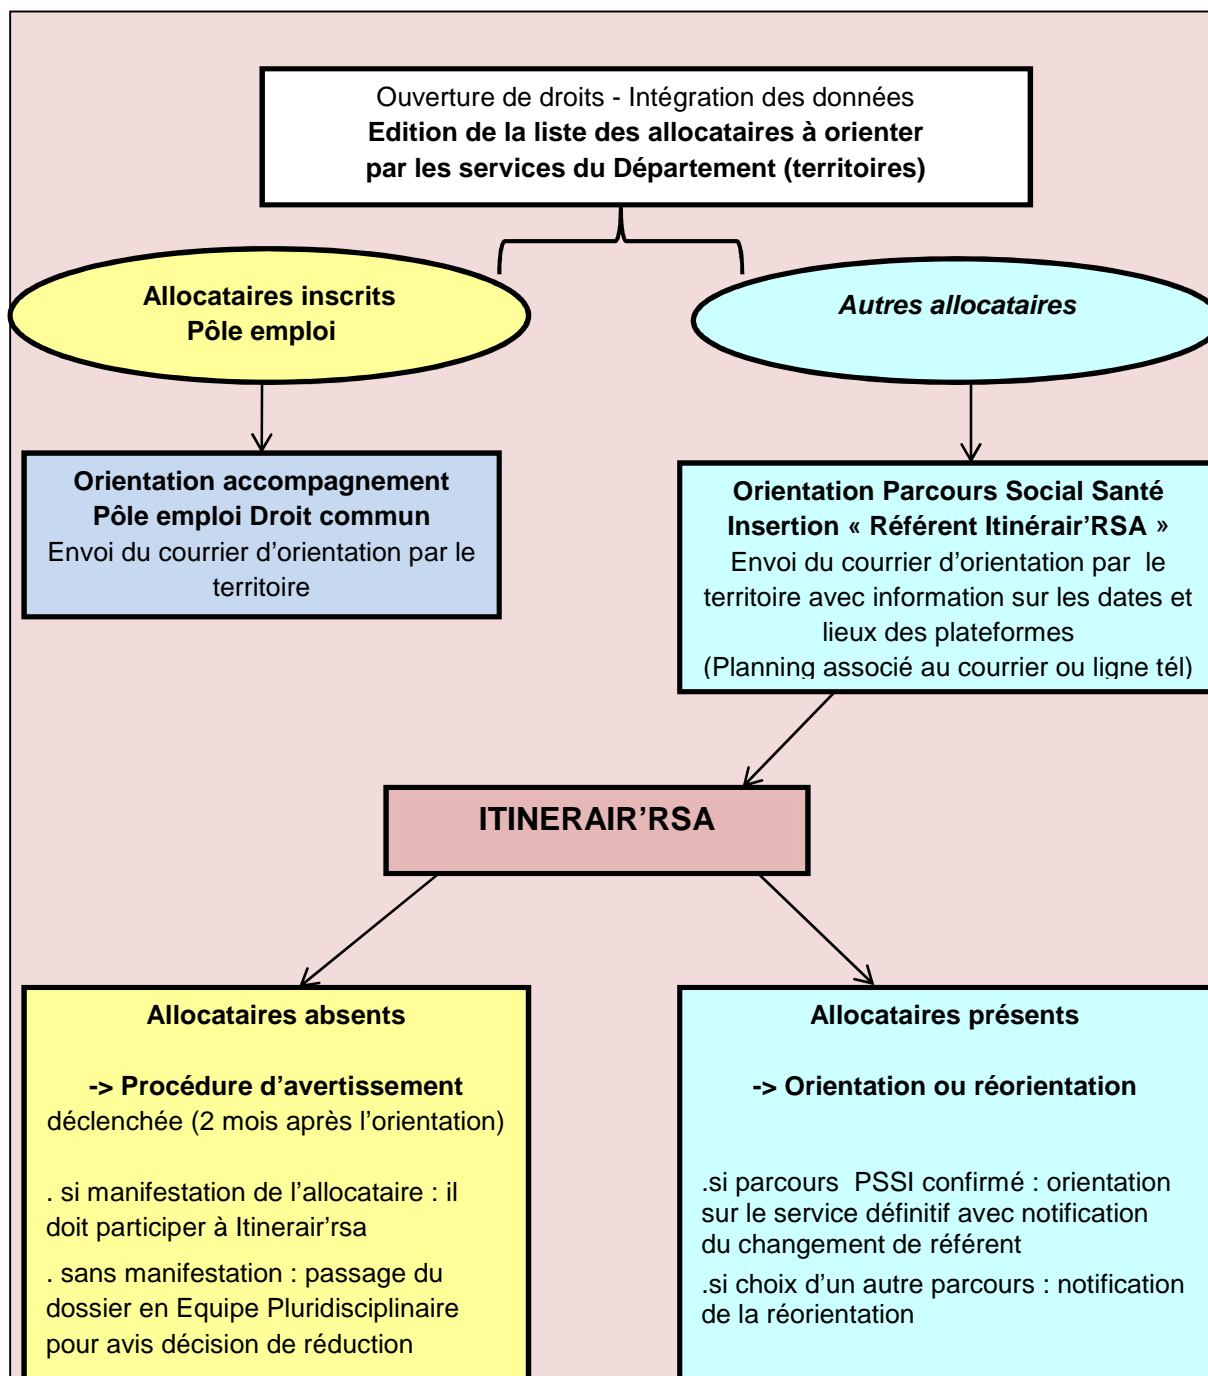 Ouverture de droits - Intégration des données
Edition de la liste des allocataires à orienter
par les services du Département (territoires)
Allocataires inscrits
Pôle emploi
Autres allocataires
Orientation accompagnement
Pôle emploi Droit commun
Envoi du courrier d’orientation par le
territoire
Orientation Parcours Social Santé
Insertion « Référent Itinérair’RSA »
Envoi du courrier d’orientation par le
territoire avec information sur les dates et
lieux des plateformes
(Planning associé au courrier ou ligne tél)
ITINERAIR’RSA
Allocataires absents
-> Procédure d’avertissement
déclenchée (2 mois après l’orientation)
. si manifestation de l’allocataire : il
doit participer à Itinerair’rsa
. sans manifestation : passage du
dossier en Equipe Pluridisciplinaire
pour avis décision de réduction
Allocataires présents
-> Orientation ou réorientation
.si parcours PSSI confirmé : orientation
sur le service définitif avec notification
du changement de référent
.si choix d’un autre parcours : notification
de la réorientation